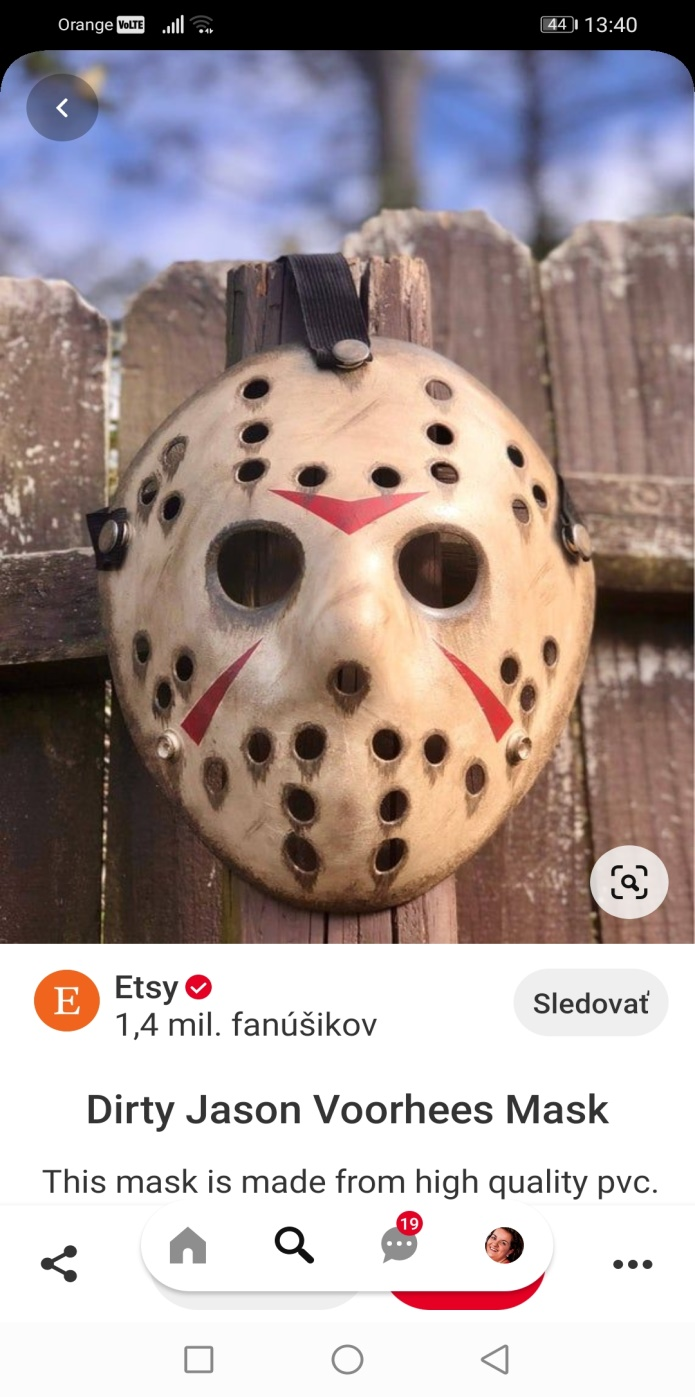 Orange VoLTE 44 13:40
E Etsy
1,4 mil. fanúšikov
Sledovať
Dirty Jason Voorhees Mask
This mask is made from high quality pvc.
19